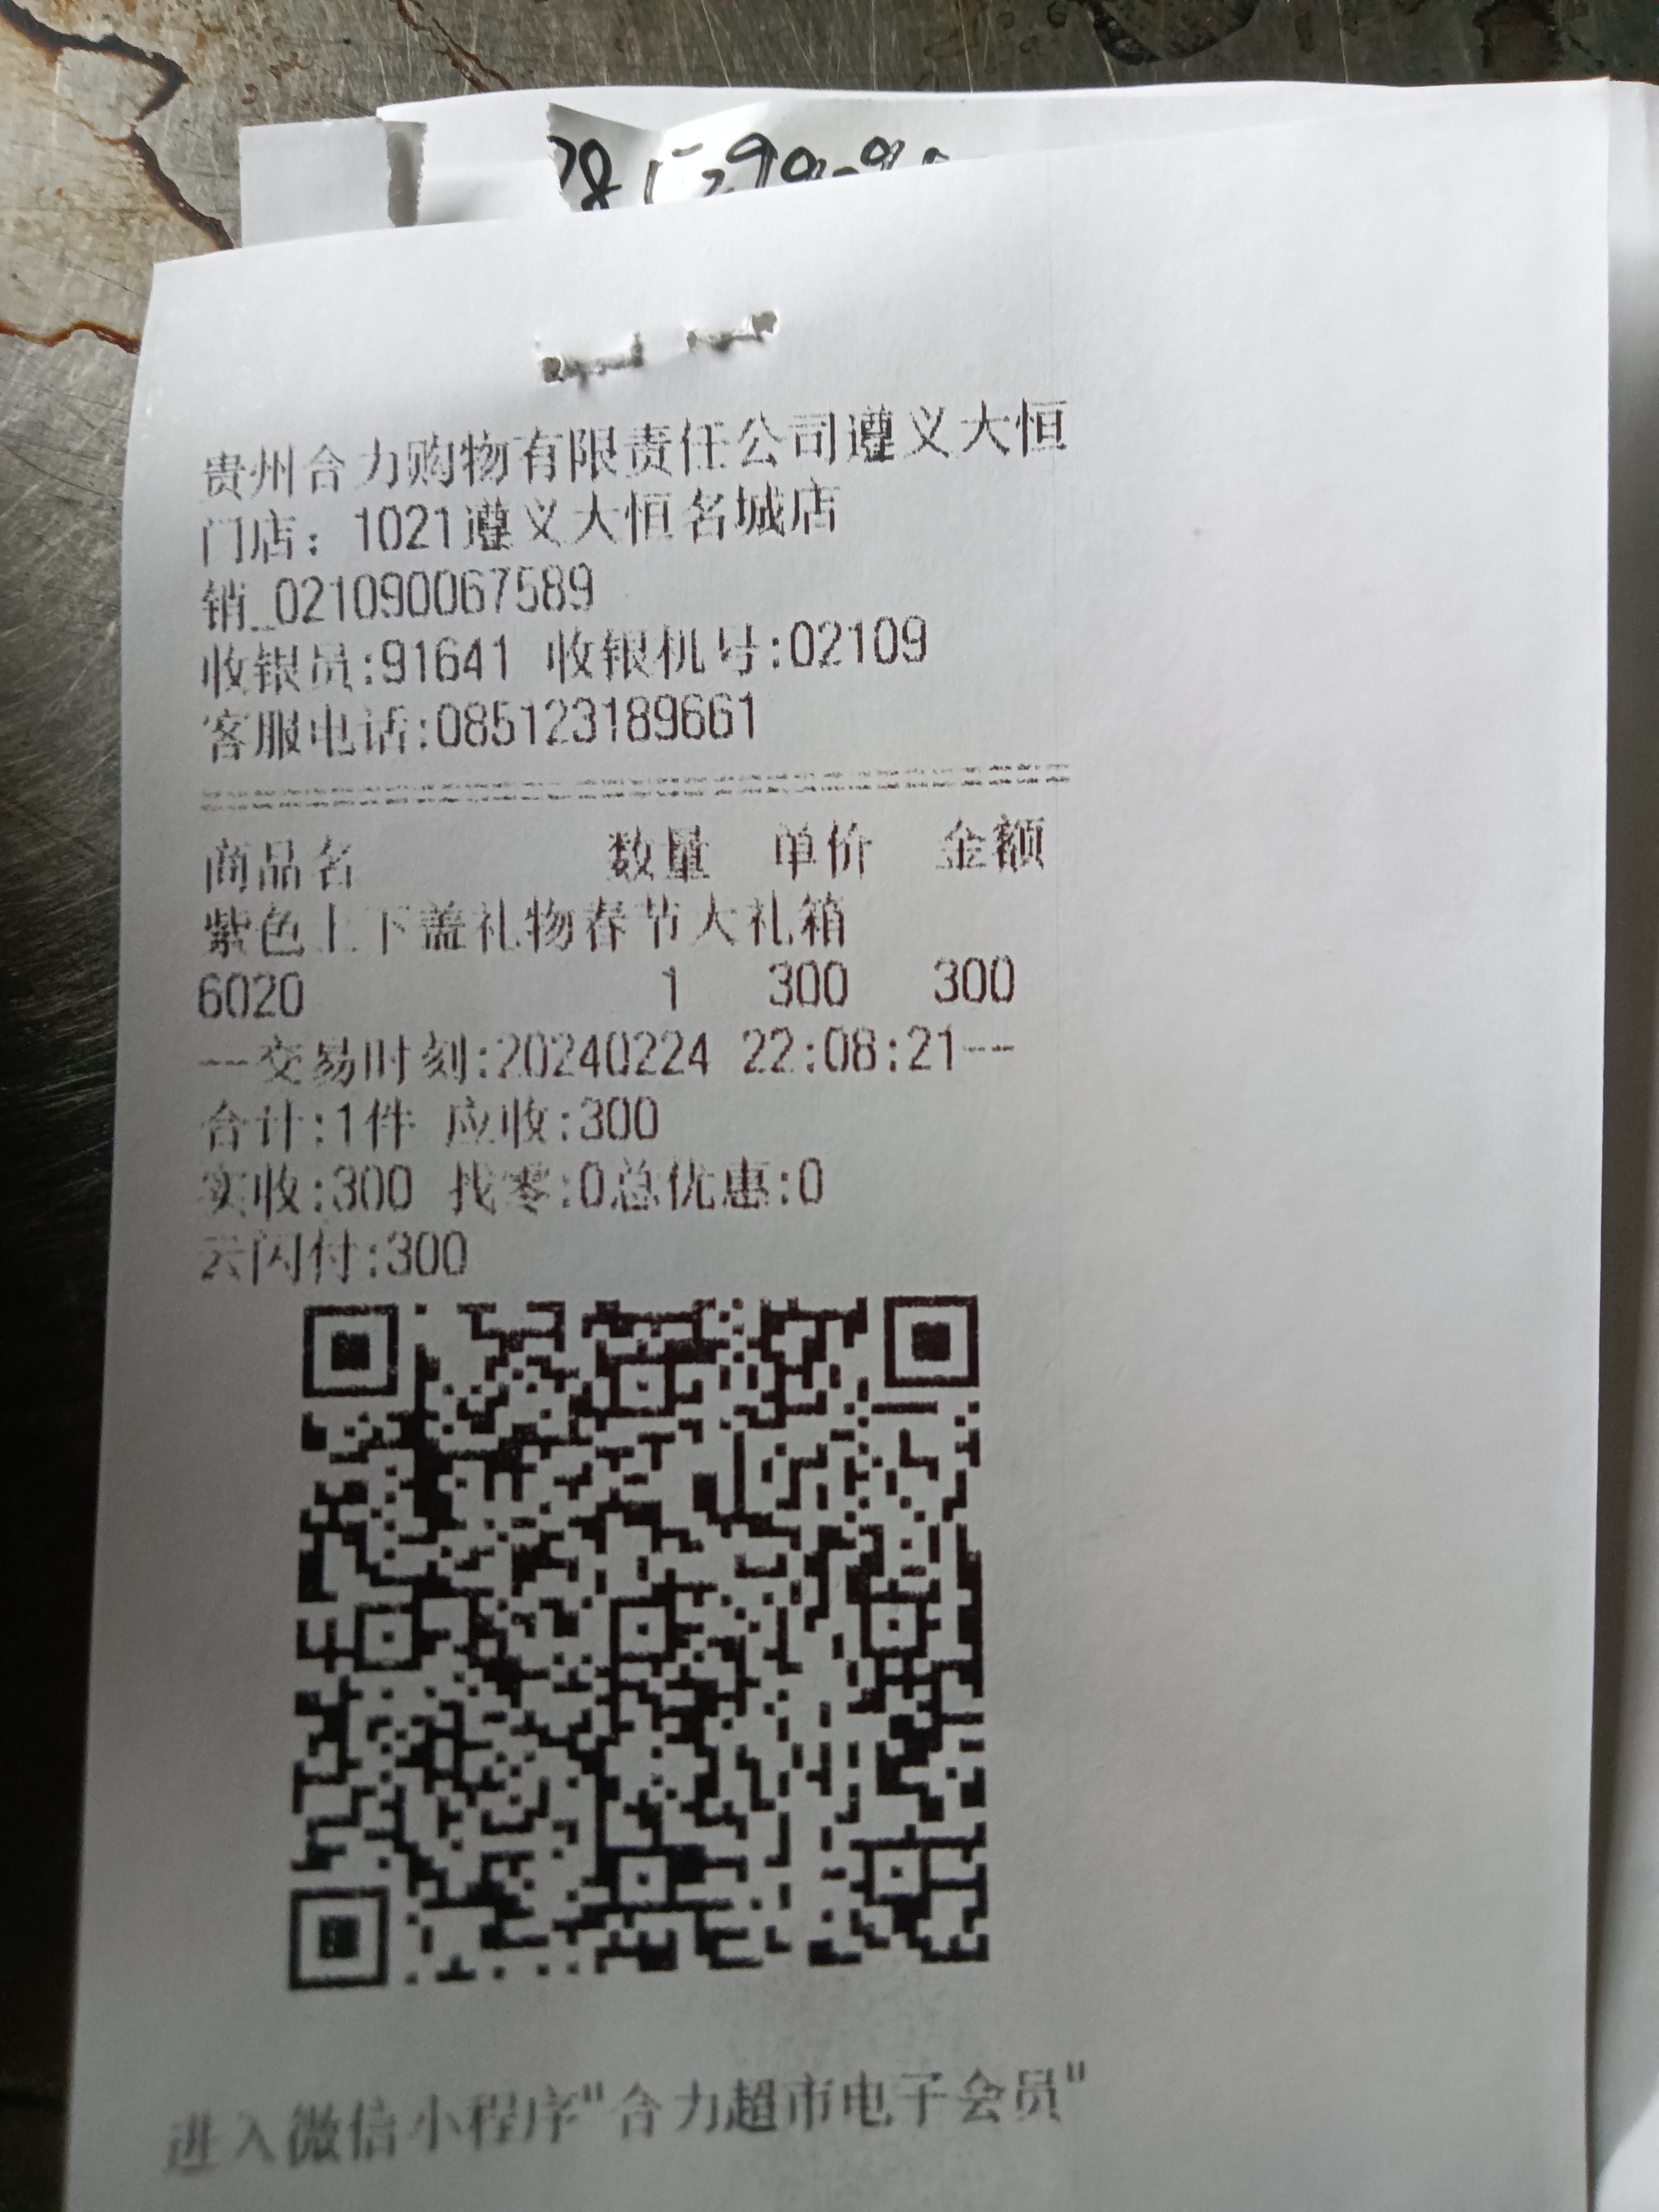 贵州合力购物有限责任公司遵义大恒
门店：1021遵义大恒名城店
销_021090067589
收银员:91641 收银机号:02109
客服电话:085123189661
商品名 数量 单价 金额
紫色上下盖礼物春节大礼箱
6020 1 300 300
--交易时刻:20240224 22:08:21--
合计:1件 应收:300
实收:300 找零:0总优惠:0
云闪付:300
进入微信小程序"合力超市电子会员"